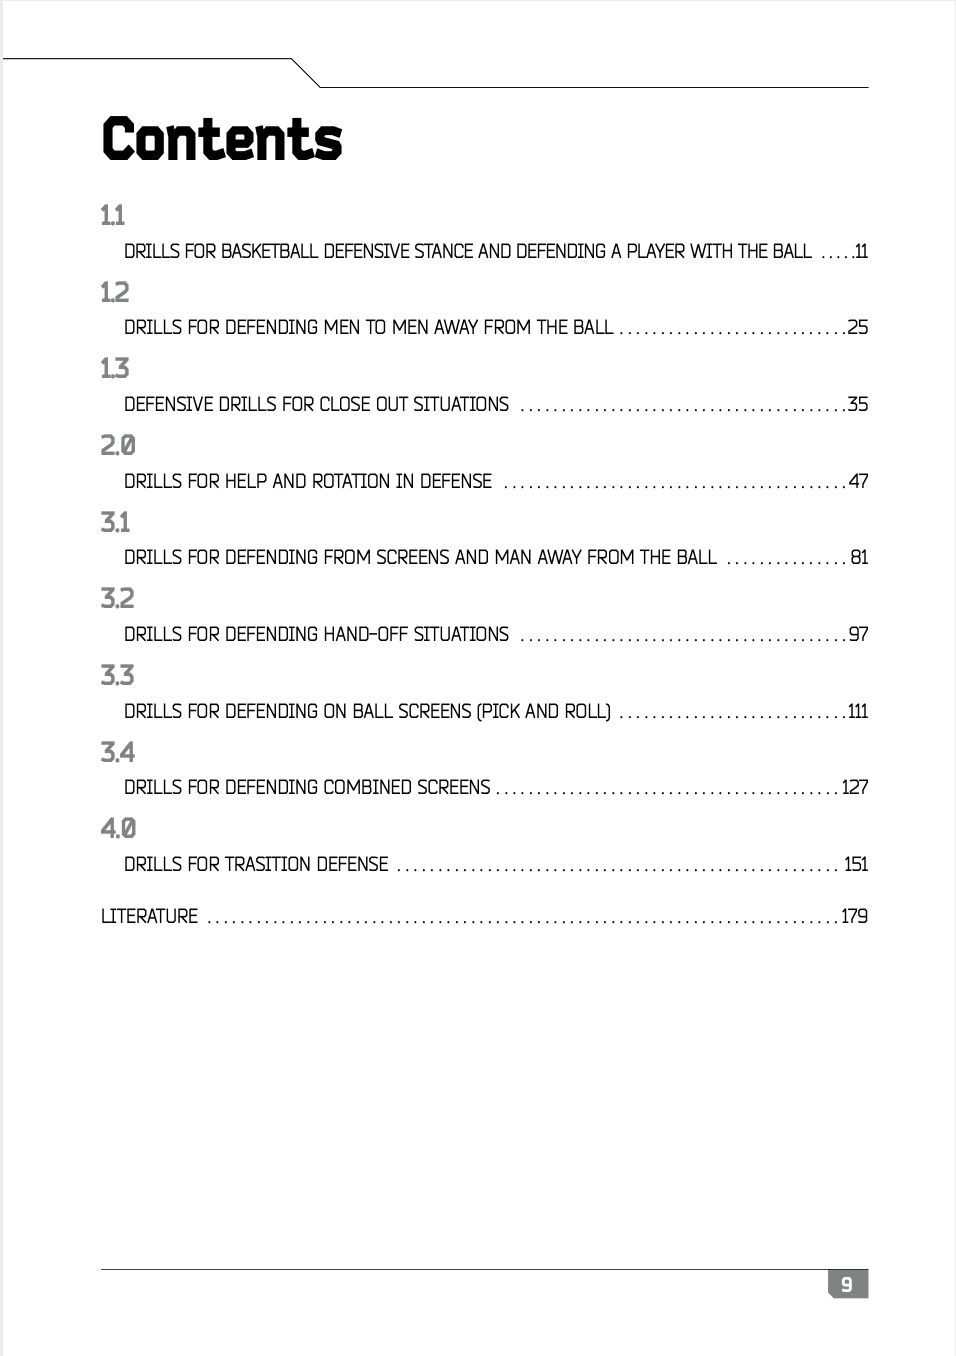 Contents
1.1
DRILLS FOR BASKETBALL DEFENSIVE STANCE AND DEFENDING A PLAYER WITH THE BALL . . . . .11
1.2
DRILLS FOR DEFENDING MEN TO MEN AWAY FROM THE BALL . . . . . . . . . . . . . . . . . . . . . . . . . . . .25
1.3
DEFENSIVE DRILLS FOR CLOSE OUT SITUATIONS . . . . . . . . . . . . . . . . . . . . . . . . . . . . . . . . . . . . . . . .35
2.0
DRILLS FOR HELP AND ROTATION IN DEFENSE . . . . . . . . . . . . . . . . . . . . . . . . . . . . . . . . . . . . . . . . . . 47
3.1
DRILLS FOR DEFENDING FROM SCREENS AND MAN AWAY FROM THE BALL . . . . . . . . . . . . . . . 81
3.2
DRILLS FOR DEFENDING HAND-OFF SITUATIONS . . . . . . . . . . . . . . . . . . . . . . . . . . . . . . . . . . . . . . . . 97
3.3
DRILLS FOR DEFENDING ON BALL SCREENS (PICK AND ROLL) . . . . . . . . . . . . . . . . . . . . . . . . . . . .111
3.4
DRILLS FOR DEFENDING COMBINED SCREENS . . . . . . . . . . . . . . . . . . . . . . . . . . . . . . . . . . . . . . . . . . 127
4.0
DRILLS FOR TRASITION DEFENSE . . . . . . . . . . . . . . . . . . . . . . . . . . . . . . . . . . . . . . . . . . . . . . . . . . . . . . 151
LITERATURE . . . . . . . . . . . . . . . . . . . . . . . . . . . . . . . . . . . . . . . . . . . . . . . . . . . . . . . . . . . . . . . . . . . . . . . . . . . . . 179
9